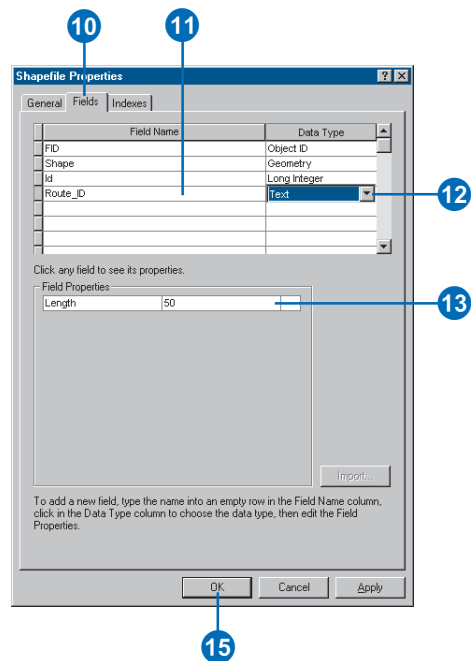 10 11
Shapefile Properties
General Fields Indexes
Field Name Data Type
FID Object ID
Shape Geometry
Id Long Integer
Route_ID Text
12
Click any field to see its properties.
Field Properties
Length 50
13
Import...
To add a new field, type the name into an empty row in the Field Name column,
click in the Data Type column to choose the data type, then edit the Field
Properties.
OK Cancel Apply
15